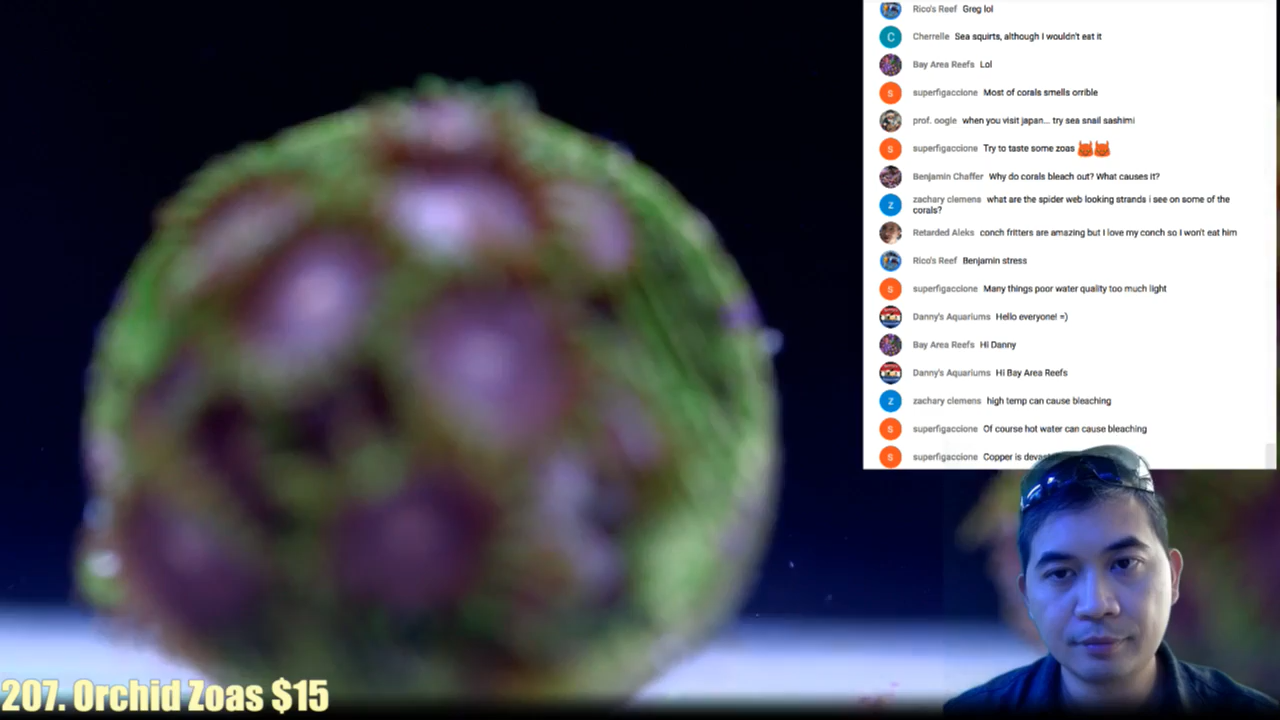 Rico's Reef Greg lol
C Cherrelle Sea squirts, although I wouldn't eat it
Bay Area Reefs Lol
S superfigaccione Most of corals smells orrible
prof. oogle when you visit japan... try sea snail sashimi
S superfigaccione Try to taste some zoas
Benjamin Chaffer Why do corals bleach out? What causes it?
Z zachary clemens what are the spider web looking strands i see on some of the
corals?
Retarded Aleks conch fritters are amazing but I love my conch so I won't eat him
Rico's Reef Benjamin stress
S superfigaccione Many things poor water quality too much light
Danny's Aquariums Hello everyone! =)
Bay Area Reefs Hi Danny
Danny's Aquariums Hi Bay Area Reefs
Z zachary clemens high temp can cause bleaching
S superfigaccione Of course hot water can cause bleaching
S superfigaccione Copper is
207. Orchid Zoas $15